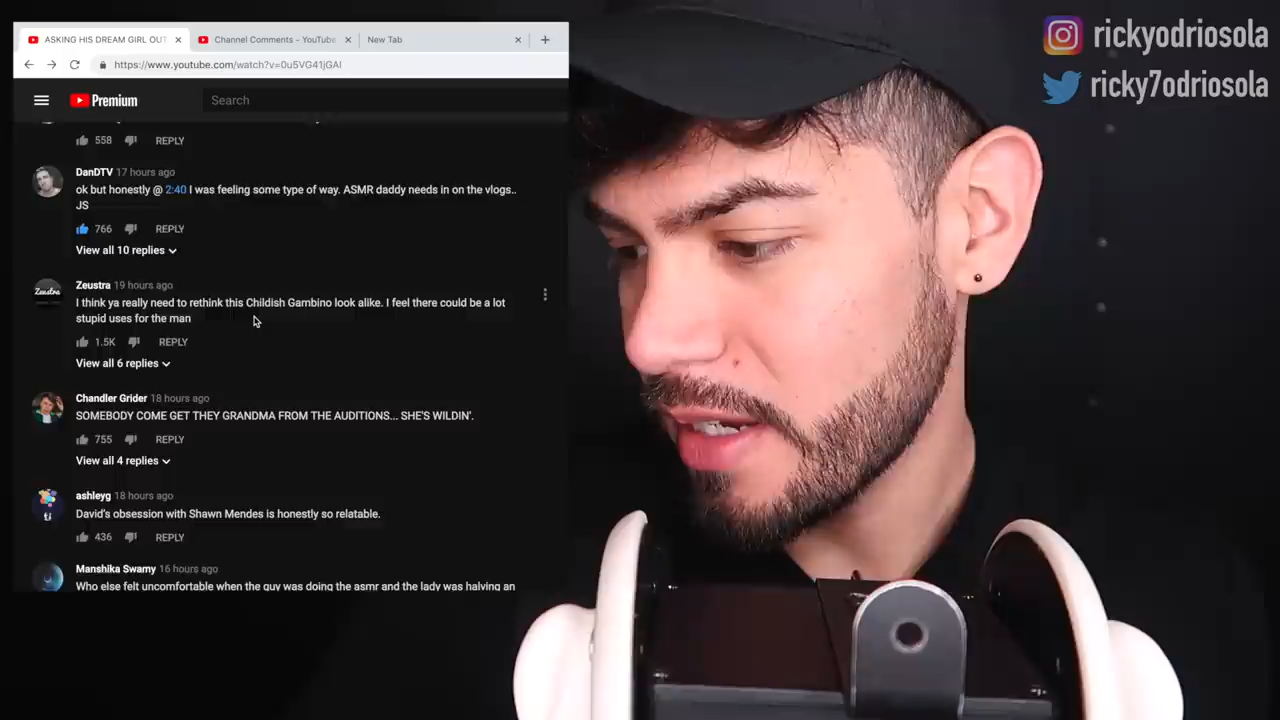 rickyodriosola
ricky7odriosola
ASKING HIS DREAM GIRL OUT
Channel Comments - YouTube
New Tab
https://www.youtube.com/watch?v=0u5VG41jGAI
Premium
Search
558 REPLY
DanDTV 17 hours ago
ok but honestly @ 2:40 I was feeling some type of way. ASMR daddy needs in on the vlogs..
JS
766 REPLY
View all 10 replies
Zeustra
Zeustra 19 hours ago
I think ya really need to rethink this Childish Gambino look alike. I feel there could be a lot
stupid uses for the man
1.5K REPLY
View all 6 replies
Chandler Grider 18 hours ago
SOMEBODY COME GET THEY GRANDMA FROM THE AUDITIONS... SHE'S WILDIN'.
755 REPLY
View all 4 replies
ashleyg 18 hours ago
David's obsession with Shawn Mendes is honestly so relatable.
436 REPLY
Manshika Swamy 16 hours ago
Who else felt uncomfortable when the guy was doing the asmr and the lady was halving an